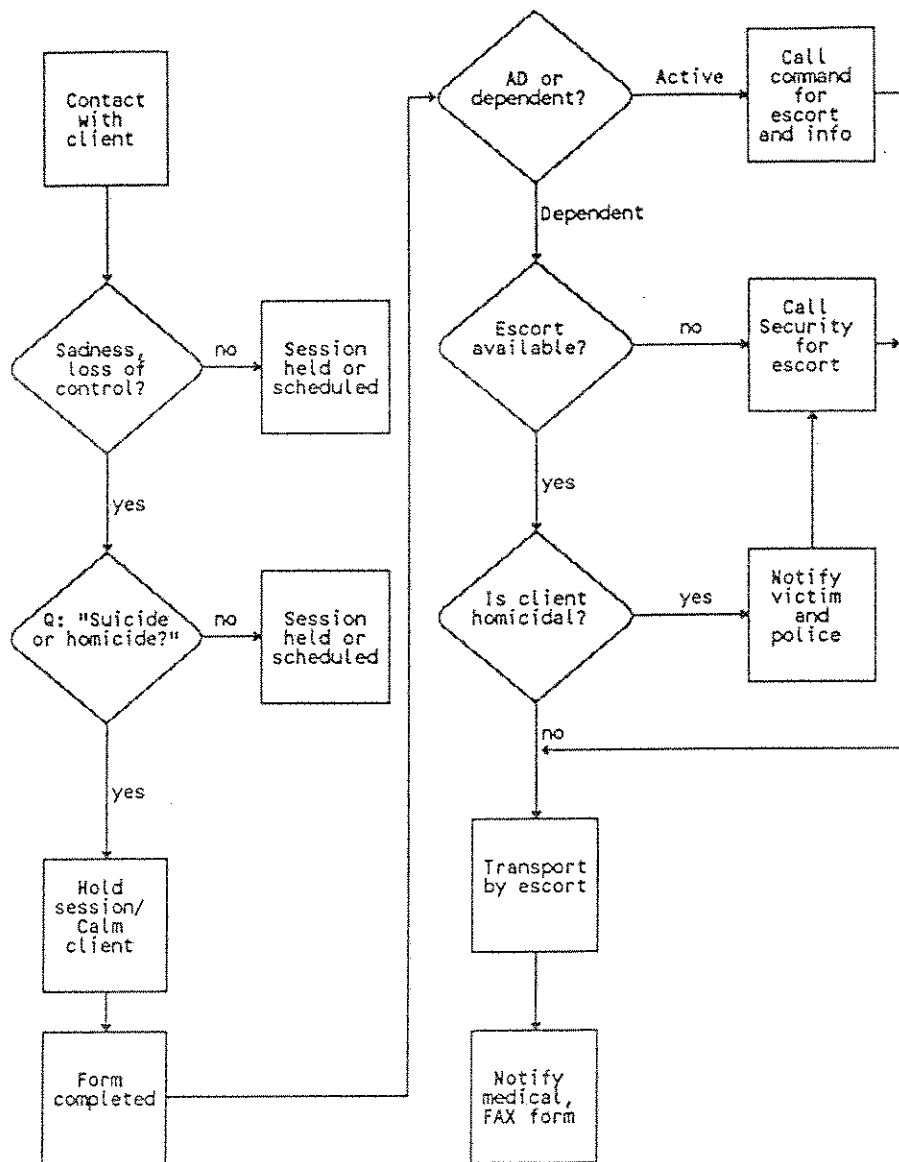 Contact
with
client
Sadness,
loss of
control?
no
Session
held or
scheduled
yes
Q: "Suicide
or homicide?"
no
Session
held or
scheduled
yes
Hold
session/
Calm
client
Form
completed
AD or
dependent?
Active
Call
command
for
escort
and info
Dependent
Escort
available?
no
Call
Security
for
escort
yes
Is client
homicidal?
yes
Notify
victim
and
police
no
Transport
by escort
Notify
medical,
FAX form